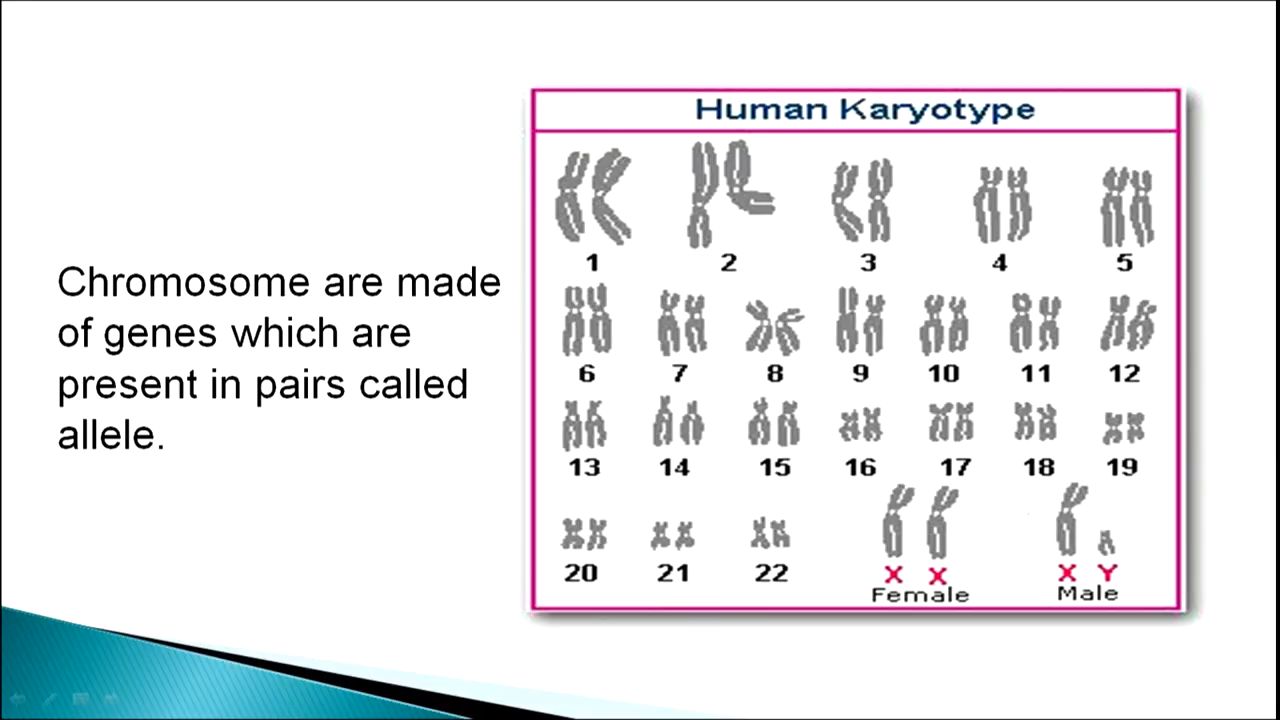 Chromosome are made
of genes which are
present in pairs called
allele.
Human Karyotype
1 2 3 4 5
6 7 8 9 10 11 12
13 14 15 16 17 18 19
20 21 22 X X X Y
Female Male